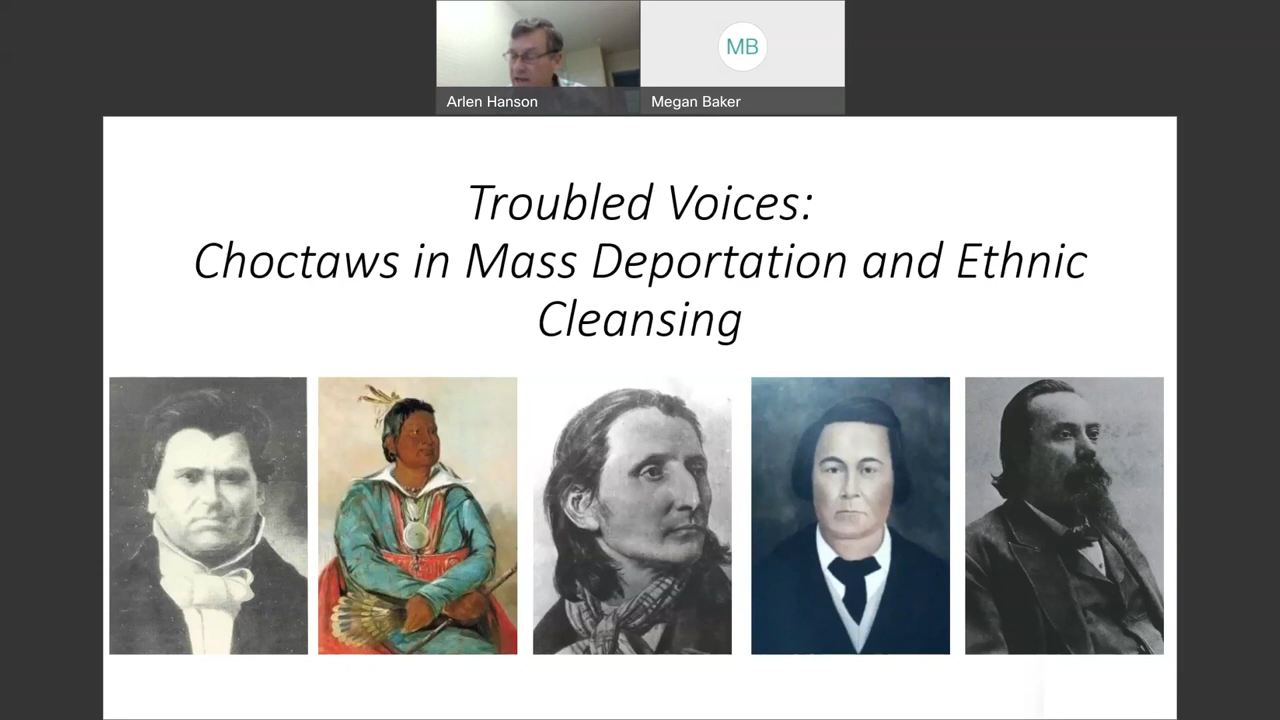 MB
Arlen Hanson
Megan Baker
Troubled Voices:
Choctaws in Mass Deportation and Ethnic
Cleansing